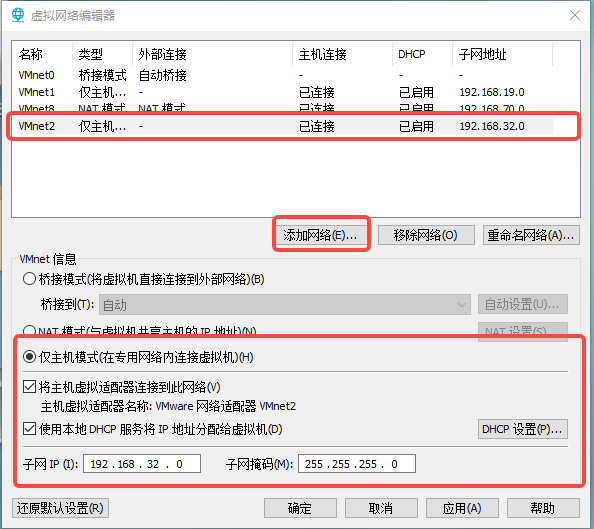 虚拟网络编辑器
名称 类型 外部连接 主机连接 DHCP 子网地址
VMnet0 桥接模式 自动桥接 - - -
VMnet1 仅主机... - 已连接 已启用 192.168.19.0
VMnet8 NAT 模式 NAT 模式 已连接 已启用 192.168.70.0
VMnet2 仅主机... - 已连接 已启用 192.168.32.0
添加网络(E)... 移除网络(O) 重命名网络(A)...
VMnet 信息
桥接模式(将虚拟机直接连接到外部网络)(B)
桥接到(T): 自动 自动设置(U)...
NAT 模式(与虚拟机共享主机的 IP 地址)(N) NAT 设置(S)...
仅主机模式(在专用网络内连接虚拟机)(H)
将主机虚拟适配器连接到此网络(V)
主机虚拟适配器名称: VMware 网络适配器 VMnet2
使用本地 DHCP 服务将 IP 地址分配给虚拟机(D) DHCP 设置(P)...
子网 IP (I): 192 . 168 . 32 . 0 子网掩码(M): 255 . 255 . 255 . 0
还原默认设置(R) 确定 取消 应用(A) 帮助